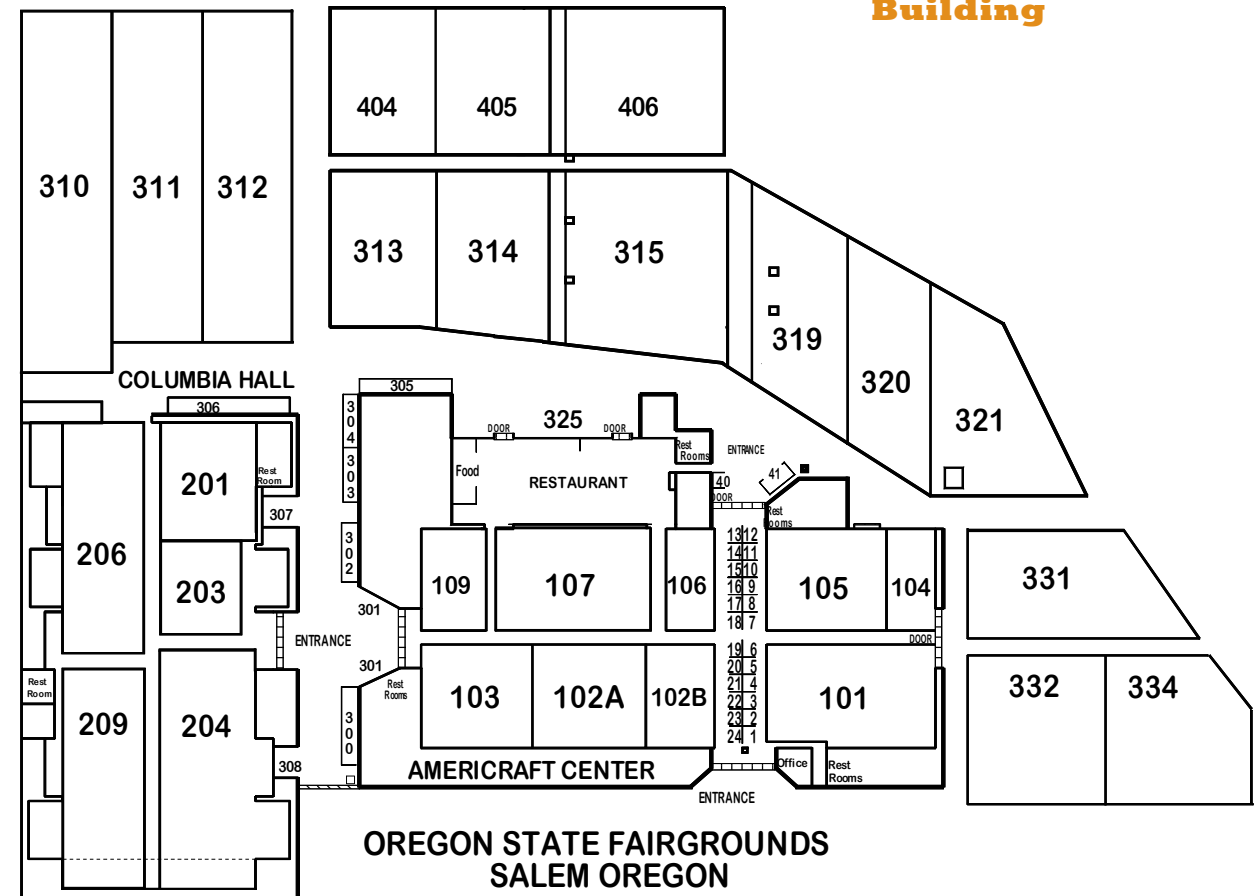 Building
404 405 406
310 311 312
313 314 315
319
320
321
COLUMBIA HALL
305
306
304
303
302
325
DOOR DOOR
Rest
Rooms
ENTRANCE
Food
RESTAURANT
40
41
DOOR
Rest
Rooms
201
Rest
Room
307
206
203
109 107 106
13 12
14 11
15 10
16 9
17 8
18 7
105 104
331
301
ENTRANCE
DOOR
301
Rest
Rooms
103 102A 102B
19 6
20 5
21 4
22 3
23 2
24 1
101
332 334
Rest
Room
209 204
300
308
AMERICRAFT CENTER
Office
Rest
Rooms
ENTRANCE
OREGON STATE FAIRGROUNDS
SALEM OREGON